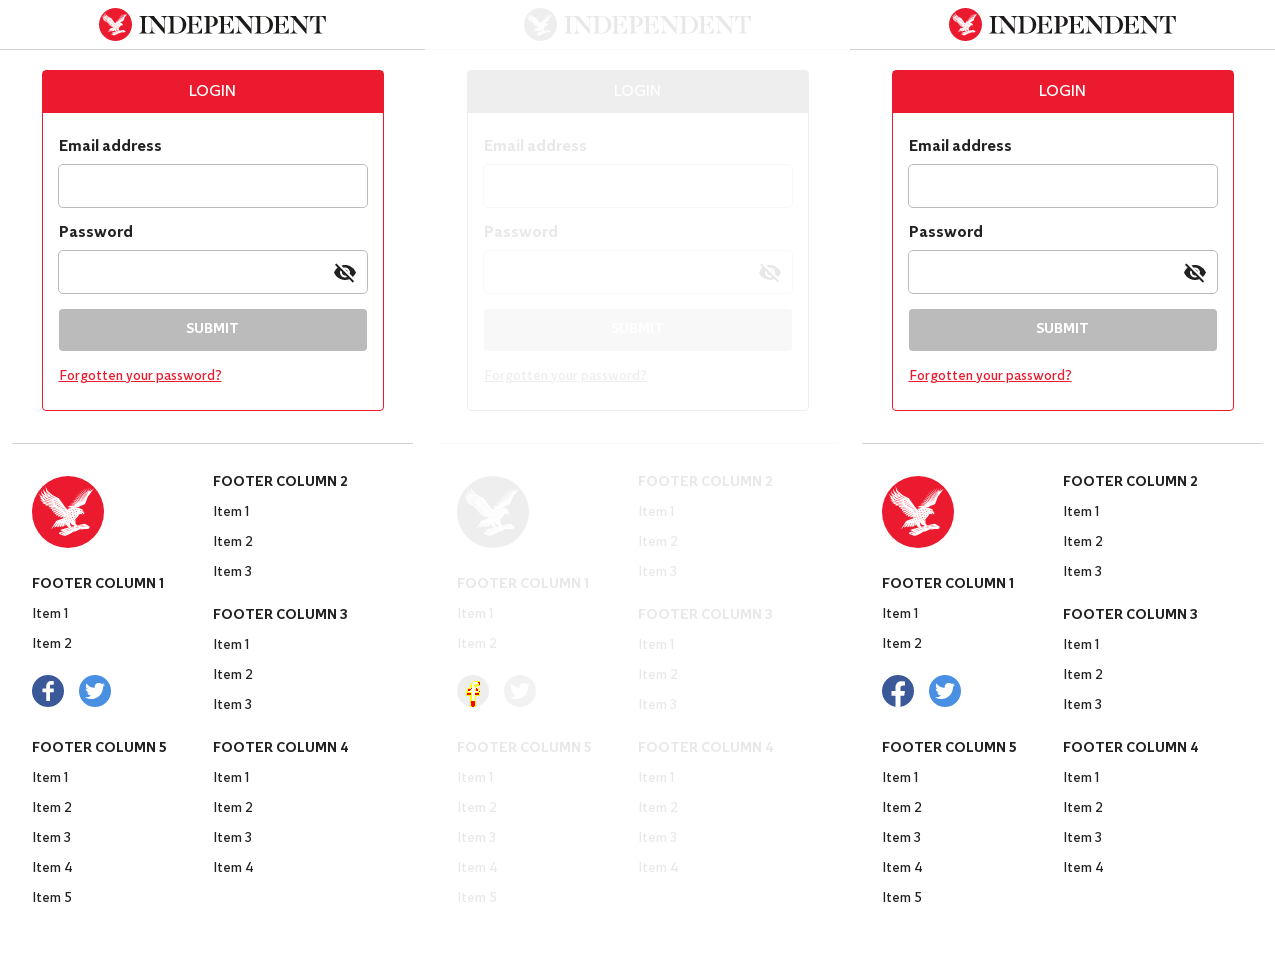 INDEPENDENT
LOGIN
Email address
Password
SUBMIT
Forgotten your password?
FOOTER COLUMN 1
Item 1
Item 2
FOOTER COLUMN 5
Item 1
Item 2
Item 3
Item 4
Item 5
FOOTER COLUMN 2
Item 1
Item 2
Item 3
FOOTER COLUMN 3
Item 1
Item 2
Item 3
FOOTER COLUMN 4
Item 1
Item 2
Item 3
Item 4
INDEPENDENT
LOGIN
Email address
Password
SUBMIT
Forgotten your password?
FOOTER COLUMN 1
Item 1
Item 2
FOOTER COLUMN 5
Item 1
Item 2
Item 3
Item 4
Item 5
FOOTER COLUMN 2
Item 1
Item 2
Item 3
FOOTER COLUMN 3
Item 1
Item 2
Item 3
FOOTER COLUMN 4
Item 1
Item 2
Item 3
Item 4
INDEPENDENT
LOGIN
Email address
Password
SUBMIT
Forgotten your password?
FOOTER COLUMN 1
Item 1
Item 2
FOOTER COLUMN 5
Item 1
Item 2
Item 3
Item 4
Item 5
FOOTER COLUMN 2
Item 1
Item 2
Item 3
FOOTER COLUMN 3
Item 1
Item 2
Item 3
FOOTER COLUMN 4
Item 1
Item 2
Item 3
Item 4